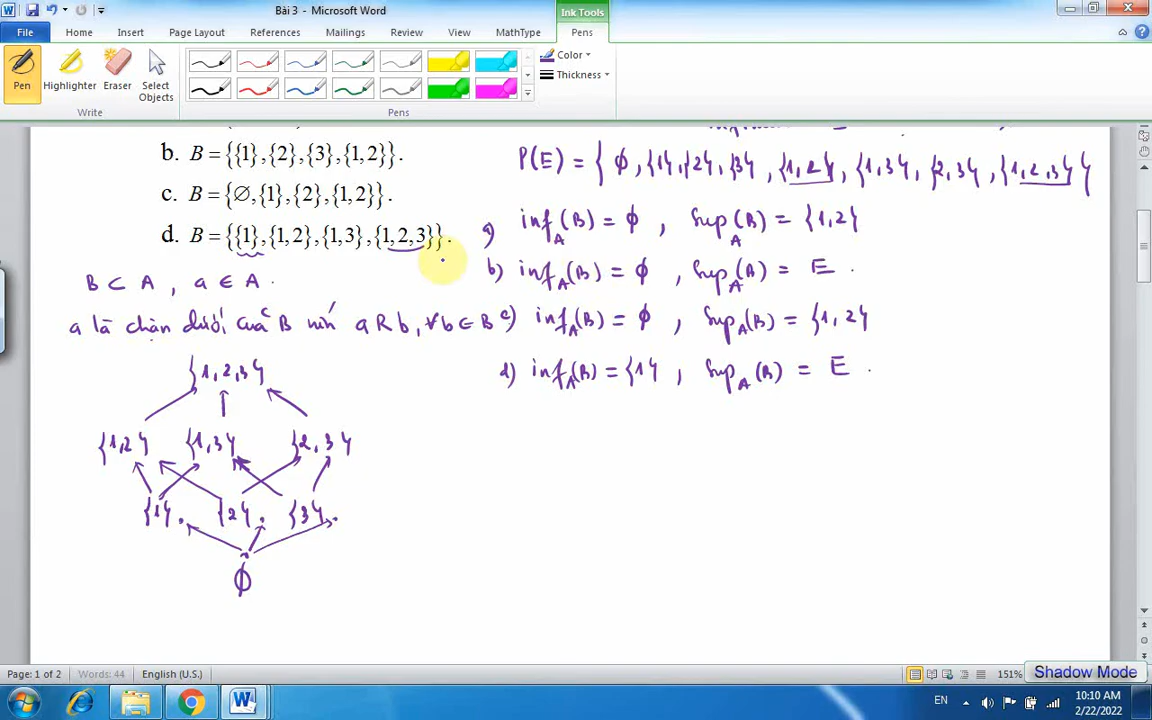 Bài 3 - Microsoft Word
Ink Tools
File Home Insert Page Layout References Mailings Review View MathType Pens
Pen Highlighter Eraser Select Objects
Color
Thickness
Write Pens
b. B = {{1},{2},{3},{1,2}}.
P(E) = { ϕ, {1}, {2}, {3}, {1,2}, {1,3}, {2,3}, {1,2,3} }
c. B = {∅,{1},{2},{1,2}}.
d. B = {{1},{1,2},{1,3},{1,2,3}}.
inf_A(B) = ϕ , Sup_A(B) = {1,2}
b) inf_A(B) = ϕ , Sup_A(B) = E .
B ⊂ A , a ∈ A .
a là chặn dưới của B nếu a R b, ∀b ∈ B
c) inf_A(B) = ϕ , Sup_A(B) = {1,2}
d) inf_A(B) = {1} , Sup_A(B) = E .
{1,2,3}
{1,2} {1,3} {2,3}
{1} {2} {3}
ϕ
Page: 1 of 2 Words: 44 English (U.S.) 151%
Shadow Mode
EN 10:10 AM
2/22/2022